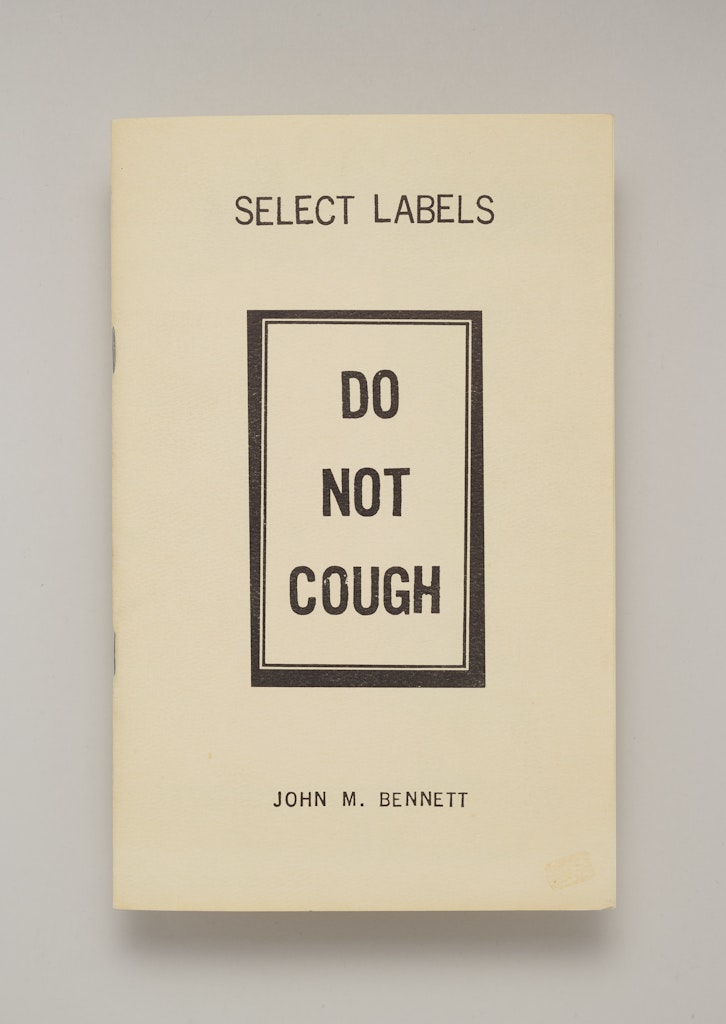 SELECT LABELS
DO
NOT
COUGH
JOHN M. BENNETT